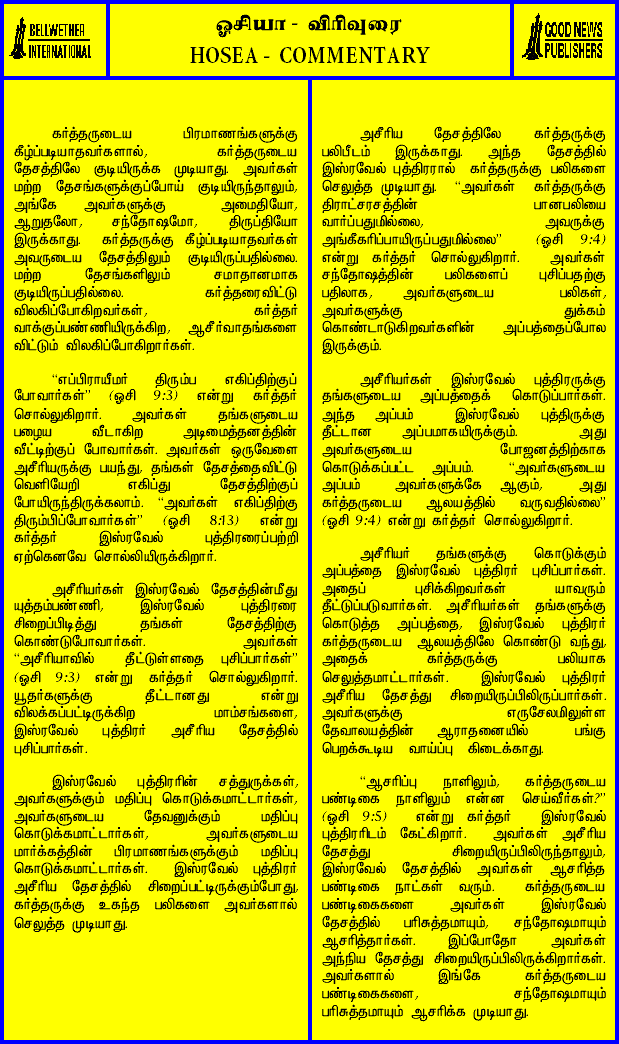 BELLWETHER
INTERNATIONAL
ஓசியா - விரிவுரை
HOSEA - COMMENTARY
GOOD NEWS
PUBLISHERS
கர்த்தருடைய பிரமாணங்களுக்கு
கீழ்ப்படியாதவர்களால், கர்த்தருடைய
தேசத்திலே குடியிருக்க முடியாது. அவர்கள்
மற்ற தேசங்களுக்குப்போய் குடியிருந்தாலும்,
அங்கே அவர்களுக்கு அமைதியோ,
ஆறுதலோ, சந்தோஷமோ, திருப்தியோ
இருக்காது. கர்த்தருக்கு கீழ்ப்படியாதவர்கள்
அவருடைய தேசத்திலும் குடியிருப்பதில்லை.
மற்ற தேசங்களிலும் சமாதானமாக
குடியிருப்பதில்லை. கர்த்தரைவிட்டு
விலகிப்போகிறவர்கள், கர்த்தர்
வாக்குப்பண்ணியிருக்கிற, ஆசீர்வாதங்களை
விட்டும் விலகிப்போகிறார்கள்.
“எப்பிராயீமர் திரும்ப எகிப்திற்குப்
போவார்கள்” (ஓசி 9:3) என்று கர்த்தர்
சொல்லுகிறார். அவர்கள் தங்களுடைய
பழைய வீடாகிற அடிமைத்தனத்தின்
வீட்டிற்குப் போவார்கள். அவர்கள் ஒருவேளை
அசீரியருக்கு பயந்து, தங்கள் தேசத்தைவிட்டு
வெளியேறி எகிப்து தேசத்திற்குப்
போயிருந்திருக்கலாம். “அவர்கள் எகிப்திற்கு
திரும்பிப்போவார்கள்” (ஓசி 8:13) என்று
கர்த்தர் இஸ்ரவேல் புத்திரரைப்பற்றி
ஏற்கெனவே சொல்லியிருக்கிறார்.
அசீரியர்கள் இஸ்ரவேல் தேசத்தின்மீது
யுத்தம்பண்ணி, இஸ்ரவேல் புத்திரரை
சிறைப்பிடித்து தங்கள் தேசத்திற்கு
கொண்டுபோவார்கள். அவர்கள்
“அசீரியாவில் தீட்டுள்ளதை புசிப்பார்கள்”
(ஓசி 9:3) என்று கர்த்தர் சொல்லுகிறார்.
யூதர்களுக்கு தீட்டானது என்று
விலக்கப்பட்டிருக்கிற மாம்சங்களை,
இஸ்ரவேல் புத்திரர் அசீரிய தேசத்தில்
புசிப்பார்கள்.
இஸ்ரவேல் புத்திரரின் சத்துருக்கள்,
அவர்களுக்கும் மதிப்பு கொடுக்கமாட்டார்கள்,
அவர்களுடைய தேவனுக்கும் மதிப்பு
கொடுக்கமாட்டார்கள், அவர்களுடைய
மார்க்கத்தின் பிரமாணங்களுக்கும் மதிப்பு
கொடுக்கமாட்டார்கள். இஸ்ரவேல் புத்திரர்
அசீரிய தேசத்தில் சிறைப்பட்டிருக்கும்போது,
கர்த்தருக்கு உகந்த பலிகளை அவர்களால்
செலுத்த முடியாது.
அசீரிய தேசத்திலே கர்த்தருக்கு
பலிபீடம் இருக்காது. அந்த தேசத்தில்
இஸ்ரவேல் புத்திரரால் கர்த்தருக்கு பலிகளை
செலுத்த முடியாது. “அவர்கள் கர்த்தருக்கு
திராட்சரசத்தின் பானபலியை
வார்ப்பதுமில்லை, அவருக்கு
அங்கீகரிப்பாயிருப்பதுமில்லை” (ஓசி 9:4)
என்று கர்த்தர் சொல்லுகிறார். அவர்கள்
சந்தோஷத்தின் பலிகளைப் புசிப்பதற்கு
பதிலாக, அவர்களுடைய பலிகள்,
அவர்களுக்கு துக்கம்
கொண்டாடுகிறவர்களின் அப்பத்தைப்போல
இருக்கும்.
அசீரியர்கள் இஸ்ரவேல் புத்திரருக்கு
தங்களுடைய அப்பத்தைக் கொடுப்பார்கள்.
அந்த அப்பம் இஸ்ரவேல் புத்திருக்கு
தீட்டான அப்பமாகயிருக்கும். அது
அவர்களுடைய போஜனத்திற்காக
கொடுக்கப்பட்ட அப்பம். “அவர்களுடைய
அப்பம் அவர்களுக்கே ஆகும், அது
கர்த்தருடைய ஆலயத்தில் வருவதில்லை”
(ஓசி 9:4) என்று கர்த்தர் சொல்லுகிறார்.
அசீரியர் தங்களுக்கு கொடுக்கும்
அப்பத்தை இஸ்ரவேல் புத்திரர் புசிப்பார்கள்.
அதைப் புசிக்கிறவர்கள் யாவரும்
தீட்டுப்படுவார்கள். அசீரியர்கள் தங்களுக்கு
கொடுத்த அப்பத்தை, இஸ்ரவேல் புத்திரர்
கர்த்தருடைய ஆலயத்திலே கொண்டு வந்து,
அதைக் கர்த்தருக்கு பலியாக
செலுத்தமாட்டார்கள். இஸ்ரவேல் புத்திரர்
அசீரிய தேசத்து சிறையிருப்பிலிருப்பார்கள்.
அவர்களுக்கு எருசேலமிலுள்ள
தேவாலயத்தின் ஆராதனையில் பங்கு
பெறக்கூடிய வாய்ப்பு கிடைக்காது.
“ஆசரிப்பு நாளிலும், கர்த்தருடைய
பண்டிகை நாளிலும் என்ன செய்வீர்கள்?”
(ஓசி 9:5) என்று கர்த்தர் இஸ்ரவேல்
புத்திரரிடம் கேட்கிறார். அவர்கள் அசீரிய
தேசத்து சிறையிருப்பிலிருந்தாலும்,
இஸ்ரவேல் தேசத்தில் அவர்கள் ஆசரித்த
பண்டிகை நாட்கள் வரும். கர்த்தருடைய
பண்டிகைகளை அவர்கள் இஸ்ரவேல்
தேசத்தில் பரிசுத்தமாயும், சந்தோஷமாயும்
ஆசரித்தார்கள். இப்போதோ அவர்கள்
அந்நிய தேசத்து சிறையிருப்பிலிருக்கிறார்கள்.
அவர்களால் இங்கே கர்த்தருடைய
பண்டிகைகளை, சந்தோஷமாயும்
பரிசுத்தமாயும் ஆசரிக்க முடியாது.